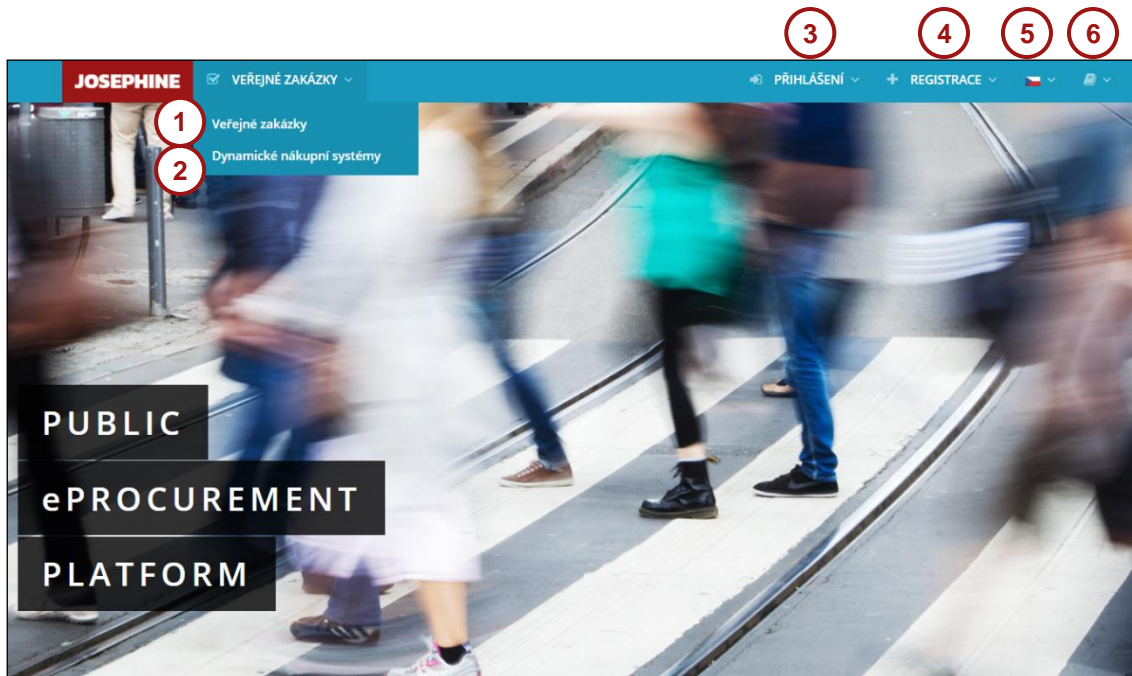 3 4 5 6
JOSEPHINE VEŘEJNÉ ZAKÁZKY PŘIHLÁŠENÍ REGISTRACE
1 Veřejné zakázky
2 Dynamické nákupní systémy
PUBLIC
ePROCUREMENT
PLATFORM